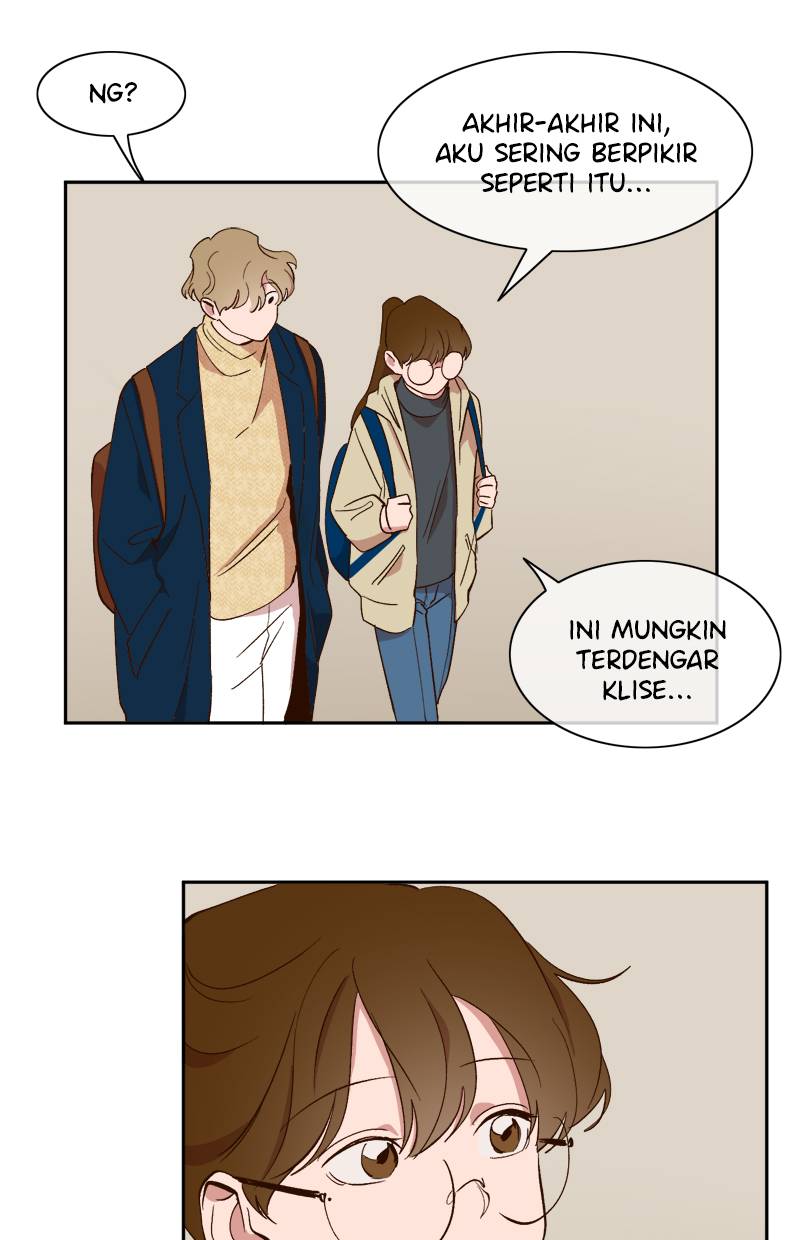 NG?
AKHIR-AKHIR INI,
AKU SERING BERPIKIR
SEPERTI ITU...
INI MUNGKIN
TERDENGAR
KLISE...